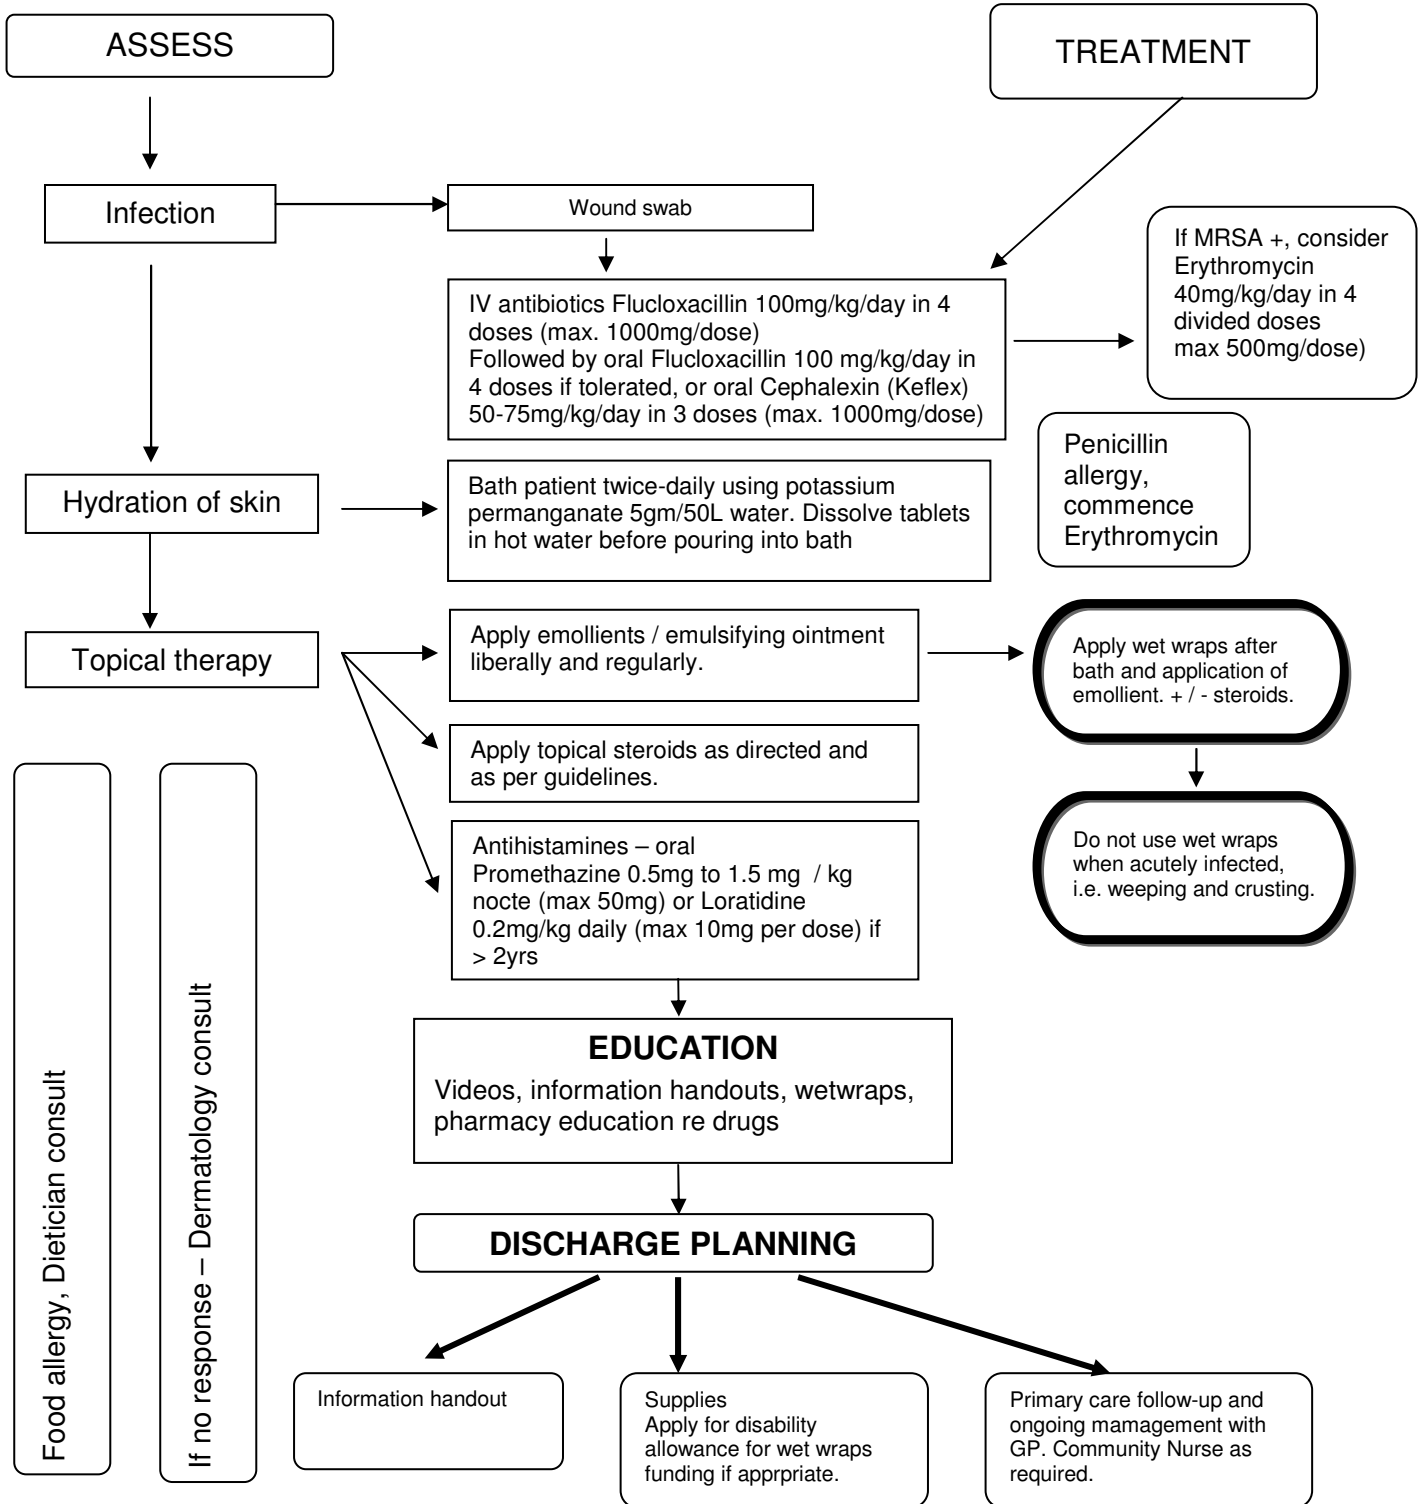 ASSESS
TREATMENT
Infection
Wound swab
If MRSA +, consider
Erythromycin
40mg/kg/day in 4
divided doses
max 500mg/dose)
IV antibiotics Flucloxacillin 100mg/kg/day in 4
doses (max. 1000mg/dose)
Followed by oral Flucloxacillin 100 mg/kg/day in
4 doses if tolerated, or oral Cephalexin (Keflex)
50-75mg/kg/day in 3 doses (max. 1000mg/dose)
Penicillin
allergy,
commence
Erythromycin
Hydration of skin
Bath patient twice-daily using potassium
permanganate 5gm/50L water. Dissolve tablets
in hot water before pouring into bath
Topical therapy
Apply emollients / emulsifying ointment
liberally and regularly.
Apply wet wraps after
bath and application of
emollient. + / - steroids.
Apply topical steroids as directed and
as per guidelines.
Do not use wet wraps
when acutely infected,
i.e. weeping and crusting.
Antihistamines – oral
Promethazine 0.5mg to 1.5 mg / kg
nocte (max 50mg) or Loratidine
0.2mg/kg daily (max 10mg per dose) if
> 2yrs
Food allergy, Dietician consult
If no response – Dermatology consult
EDUCATION
Videos, information handouts, wetwraps,
pharmacy education re drugs
DISCHARGE PLANNING
Information handout
Supplies
Apply for disability
allowance for wet wraps
funding if apprpriate.
Primary care follow-up and
ongoing mamagement with
GP. Community Nurse as
required.